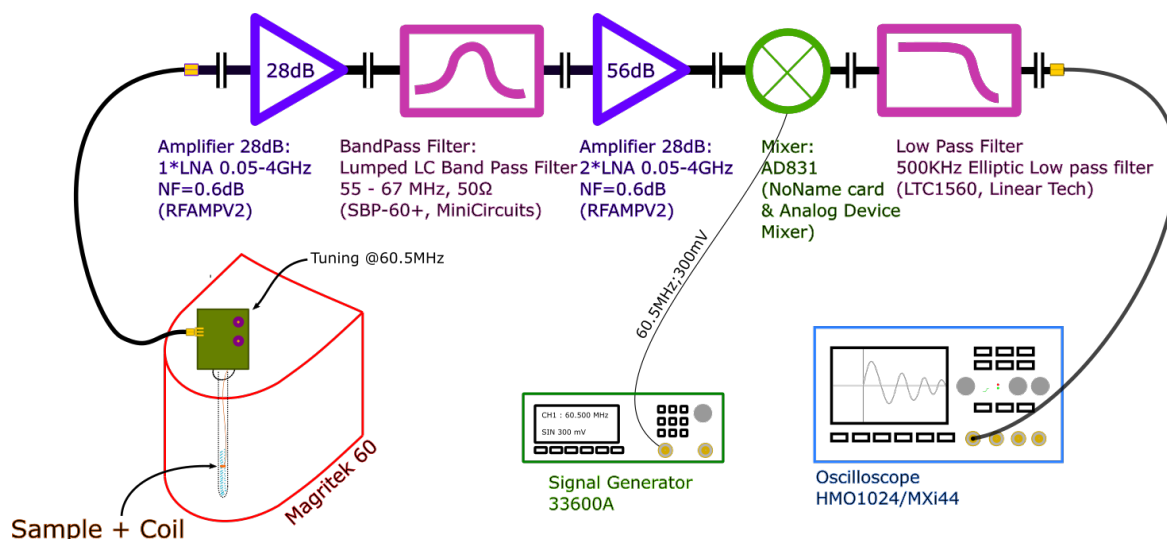 28dB
56dB
Amplifier 28dB:
1*LNA 0.05-4GHz
NF=0.6dB
(RFAMPV2)
BandPass Filter:
Lumped LC Band Pass Filter
55 - 67 MHz, 50Ω
(SBP-60+, MiniCircuits)
Amplifier 28dB:
2*LNA 0.05-4GHz
NF=0.6dB
(RFAMPV2)
Mixer:
AD831
(NoName card
& Analog Device
Mixer)
Low Pass Filter
500KHz Elliptic Low pass filter
(LTC1560, Linear Tech)
Tuning @60.5MHz
60.5MHz;300mV
CH1 : 60.500 MHz
SIN 300 mV
Signal Generator
33600A
Oscilloscope
HMO1024/MXi44
Magritek 60
Sample + Coil